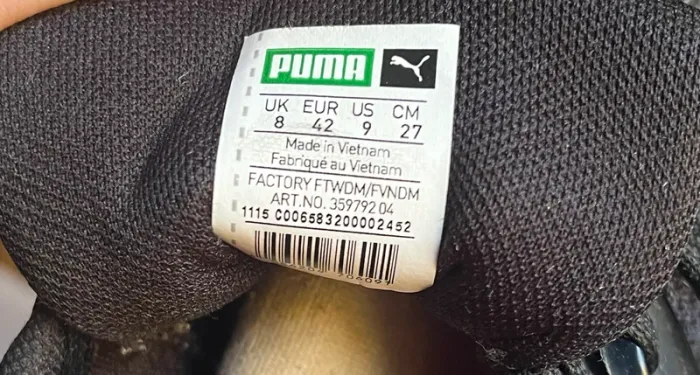 PUMA
UK EUR US CM
8 42 9 27
Made in Vietnam
Fabriqué au Vietnam
FACTORY FTWDM/FVNDM
ART.NO. 359792 04
1115 C006583200002452